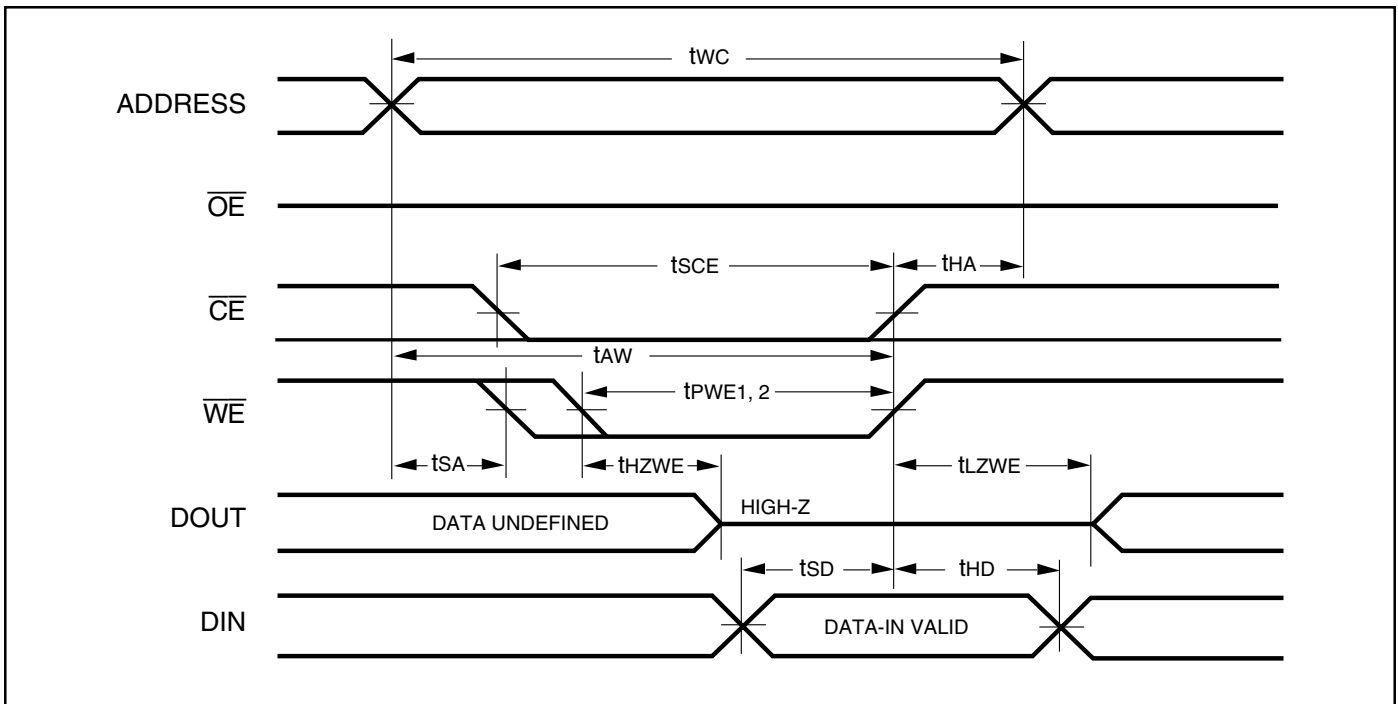 tWC
ADDRESS
OE
tSCE
tHA
CE
tAW
tPWE1, 2
WE
tSA
tHZWE
tLZWE
HIGH-Z
DOUT
DATA UNDEFINED
tSD
tHD
DIN
DATA-IN VALID